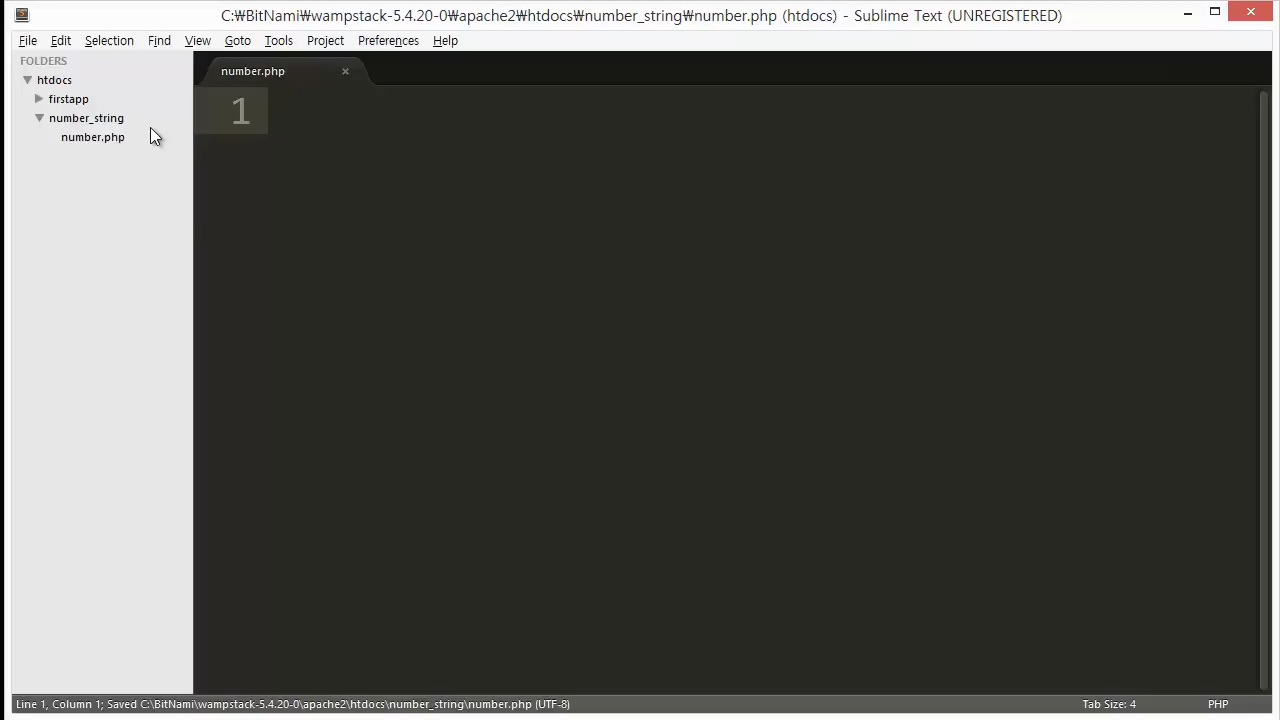 C:₩BitNami₩wampstack-5.4.20-0₩apache2₩htdocs₩number_string₩number.php (htdocs) - Sublime Text (UNREGISTERED)
File Edit Selection Find View Goto Tools Project Preferences Help
FOLDERS
htdocs
firstapp
number_string
number.php
number.php
1
Line 1, Column 1; Saved C:\BitNami\wampstack-5.4.20-0\apache2\htdocs\number_string\number.php (UTF-8) Tab Size: 4 PHP